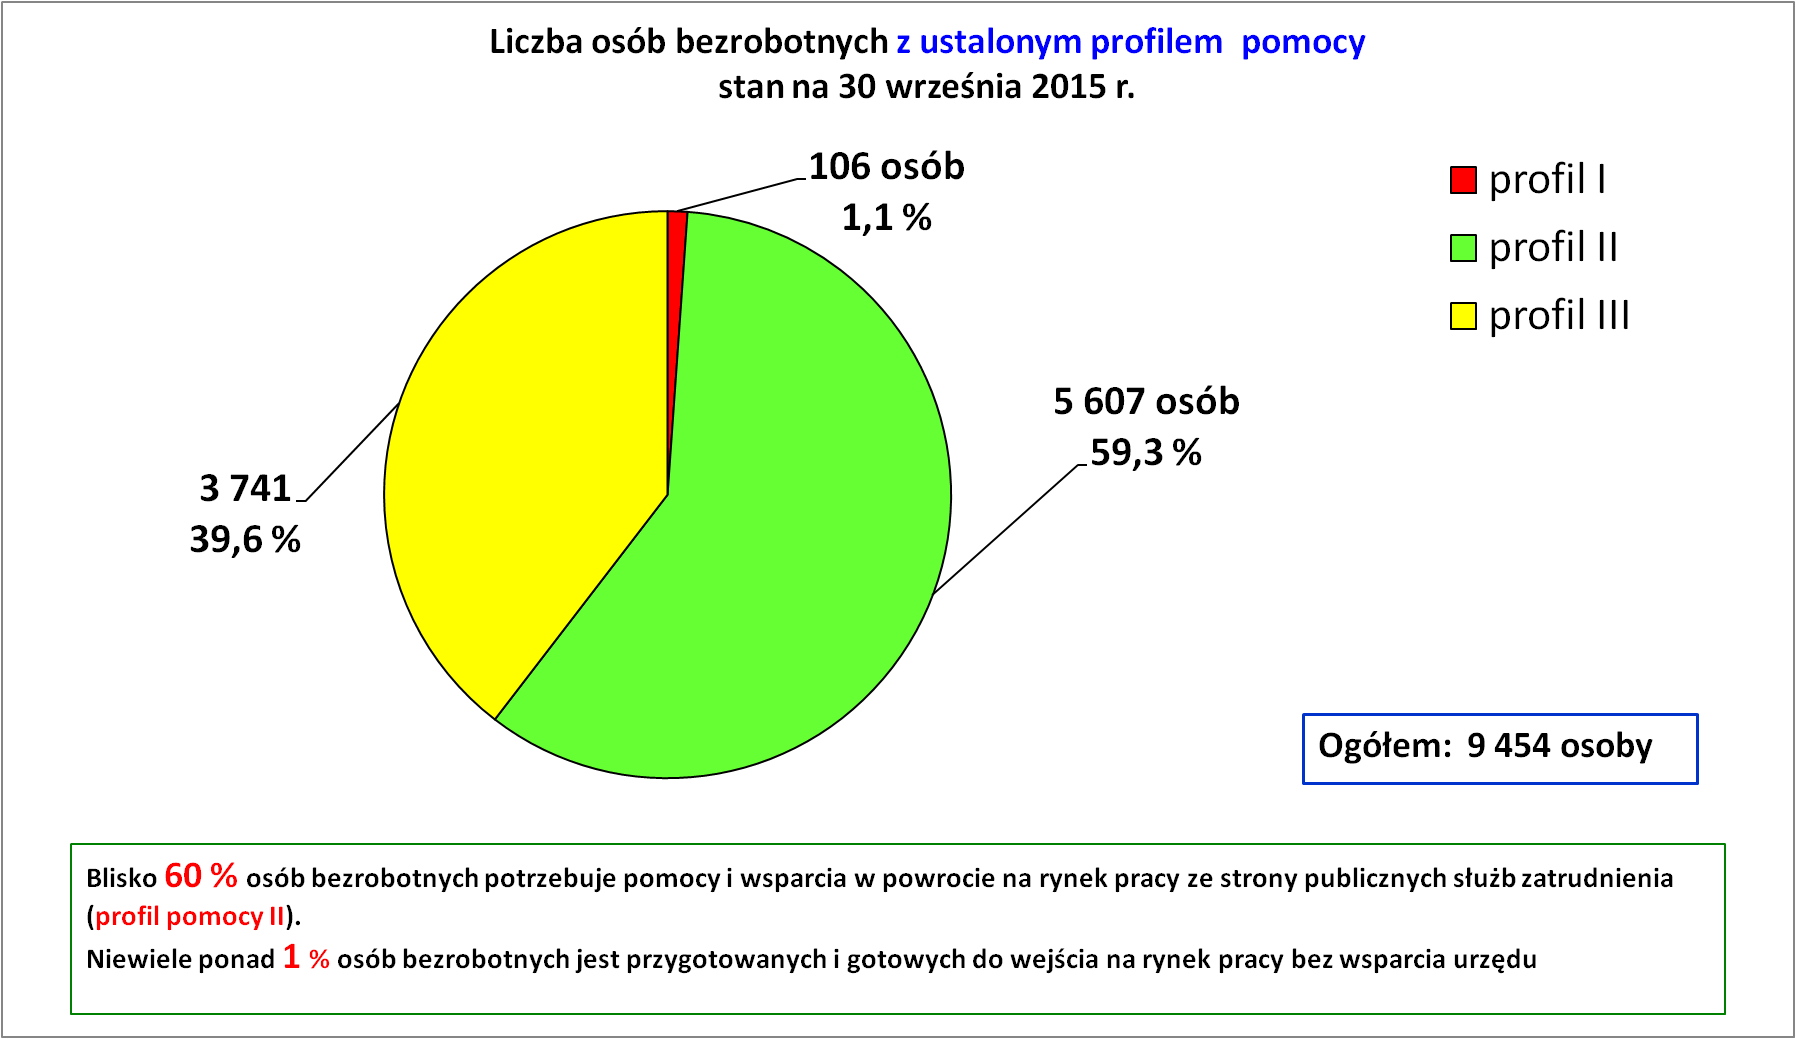 Liczba osób bezrobotnych z ustalonym profilem pomocy
stan na 30 września 2015 r.
106 osób
1,1 %
profil I
profil II
profil III
5 607 osób
59,3 %
3 741
39,6 %
Ogółem: 9 454 osoby
Blisko 60 % osób bezrobotnych potrzebuje pomocy i wsparcia w powrocie na rynek pracy ze strony publicznych służb zatrudnienia
(profil pomocy II).
Niewiele ponad 1 % osób bezrobotnych jest przygotowanych i gotowych do wejścia na rynek pracy bez wsparcia urzędu